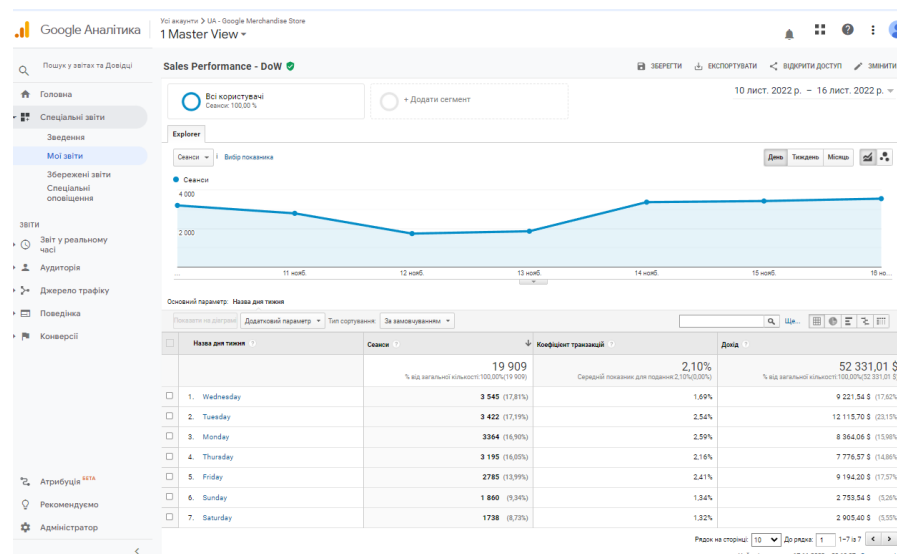 Google Аналітика
Усі акаунти > UA - Google Merchandise Store
1 Master View
Пошук у звітах та Довідці
Головна
Спеціальні звіти
Зведення
Мої звіти
Збережені звіти
Спеціальні
оповіщення
ЗВІТИ
Звіт у реальному
часі
Аудиторія
Джерело трафіку
Поведінка
Конверсії
Атрибуція BETA
Рекомендуємо
Адміністратор
Sales Performance - DoW
ЗБЕРЕГТИ
ЕКСПОРТУВАТИ
ВІДКРИТИ ДОСТУП
ЗМІНИТИ
Всі користувачі
Сеанси: 100,00 %
+ Додати сегмент
10 лист. 2022 р. – 16 лист. 2022 р.
Explorer
Сеанси Вибір показника
День Тиждень Місяць
Сеанси
4 000
2 000
... 11 нояб. 12 нояб. 13 нояб. 14 нояб. 15 нояб. 16 но...
Основний параметр: Назва дня тижня
Показати на діаграмі Додатковий параметр Тип сортування: За замовчуванням Ще...
Назва дня тижня Сеанси Коефіцієнт транзакцій Дохід
19 909 2,10% 52 331,01 $
% від загальної кількості:100,00%(19 909) Середній показник для подання:2,10%(0,00%) % від загальної кількості:100,00%(52 331,01 $)
1. Wednesday 3 545 (17,81%) 1,69% 9 221,54 $ (17,62%
2. Tuesday 3 422 (17,19%) 2,54% 12 115,70 $ (23,15%
3. Monday 3364 (16,90%) 2,59% 8 364,06 $ (15,98%
4. Thursday 3 195 (16,05%) 2,16% 7 776,57 $ (14,86%
5. Friday 2785 (13,99%) 2,41% 9 194,20 $ (17,57%
6. Sunday 1 860 (9,34%) 1,34% 2 753,54 $ (5,26%
7. Saturday 1738 (8,73%) 1,32% 2 905,40 $ (5,55%
Рядок на сторінці: 10 До рядка: 1 1–7 із 7